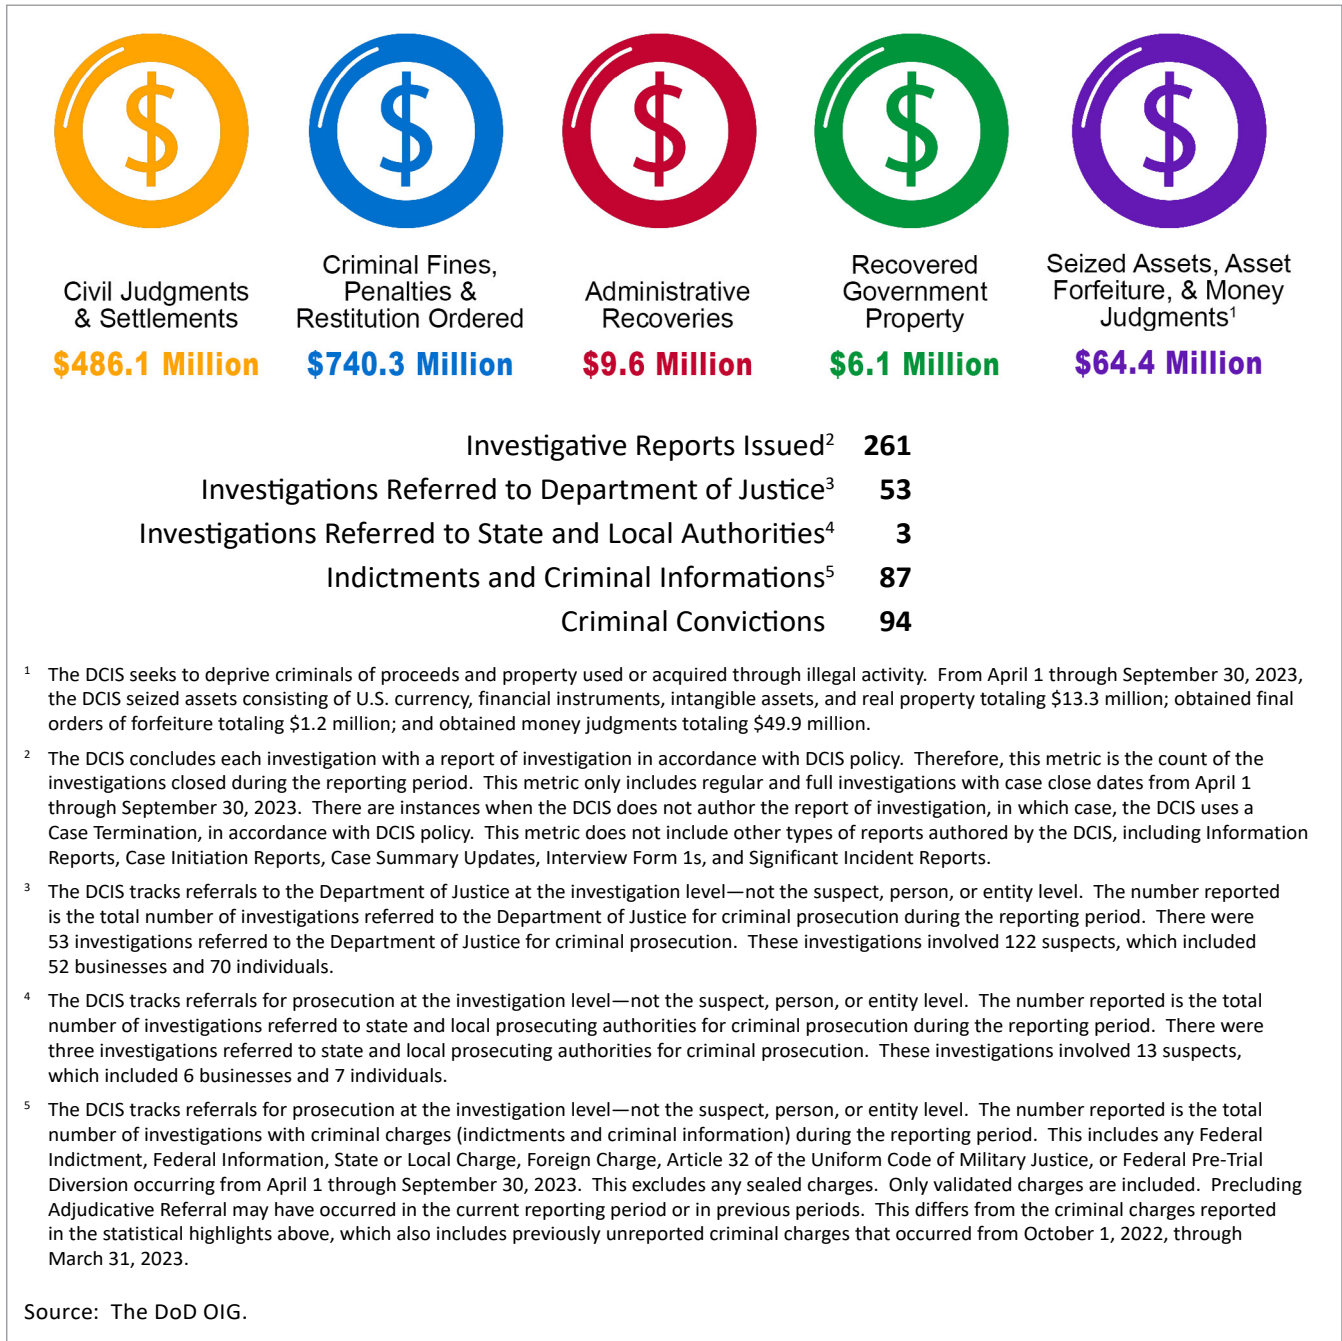 $ $ $ $ $
Civil Judgments
& Settlements
$486.1 Million
Criminal Fines,
Penalties &
Restitution Ordered
$740.3 Million
Administrative
Recoveries
$9.6 Million
Recovered
Government
Property
$6.1 Million
Seized Assets, Asset
Forfeiture, & Money
Judgments¹
$64.4 Million
Investigative Reports Issued² 261
Investigations Referred to Department of Justice³ 53
Investigations Referred to State and Local Authorities⁴ 3
Indictments and Criminal Informations⁵ 87
Criminal Convictions 94
¹ The DCIS seeks to deprive criminals of proceeds and property used or acquired through illegal activity. From April 1 through September 30, 2023,
the DCIS seized assets consisting of U.S. currency, financial instruments, intangible assets, and real property totaling $13.3 million; obtained final
orders of forfeiture totaling $1.2 million; and obtained money judgments totaling $49.9 million.
² The DCIS concludes each investigation with a report of investigation in accordance with DCIS policy. Therefore, this metric is the count of the
investigations closed during the reporting period. This metric only includes regular and full investigations with case close dates from April 1
through September 30, 2023. There are instances when the DCIS does not author the report of investigation, in which case, the DCIS uses a
Case Termination, in accordance with DCIS policy. This metric does not include other types of reports authored by the DCIS, including Information
Reports, Case Initiation Reports, Case Summary Updates, Interview Form 1s, and Significant Incident Reports.
³ The DCIS tracks referrals to the Department of Justice at the investigation level—not the suspect, person, or entity level. The number reported
is the total number of investigations referred to the Department of Justice for criminal prosecution during the reporting period. There were
53 investigations referred to the Department of Justice for criminal prosecution. These investigations involved 122 suspects, which included
52 businesses and 70 individuals.
⁴ The DCIS tracks referrals for prosecution at the investigation level—not the suspect, person, or entity level. The number reported is the total
number of investigations referred to state and local prosecuting authorities for criminal prosecution during the reporting period. There were
three investigations referred to state and local prosecuting authorities for criminal prosecution. These investigations involved 13 suspects,
which included 6 businesses and 7 individuals.
⁵ The DCIS tracks referrals for prosecution at the investigation level—not the suspect, person, or entity level. The number reported is the total
number of investigations with criminal charges (indictments and criminal information) during the reporting period. This includes any Federal
Indictment, Federal Information, State or Local Charge, Foreign Charge, Article 32 of the Uniform Code of Military Justice, or Federal Pre-Trial
Diversion occurring from April 1 through September 30, 2023. This excludes any sealed charges. Only validated charges are included. Precluding
Adjudicative Referral may have occurred in the current reporting period or in previous periods. This differs from the criminal charges reported
in the statistical highlights above, which also includes previously unreported criminal charges that occurred from October 1, 2022, through
March 31, 2023.
Source: The DoD OIG.